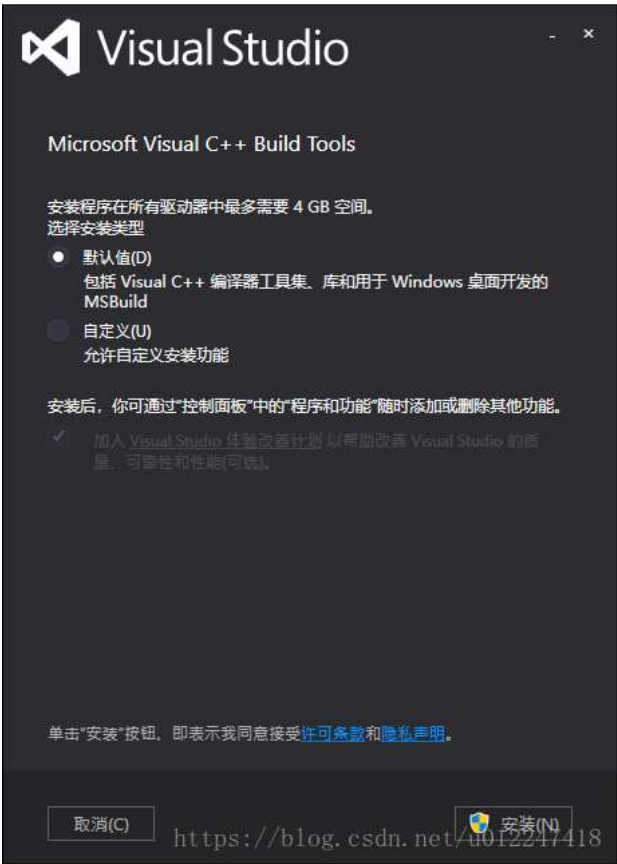 Visual Studio
Microsoft Visual C++ Build Tools
安装程序在所有驱动器中最多需要 4 GB 空间。
选择安装类型
默认值(D)
包括 Visual C++ 编译器工具集、库和用于 Windows 桌面开发的
MSBuild
自定义(U)
允许自定义安装功能
安装后，你可通过"控制面板"中的"程序和功能"随时添加或删除其他功能。
加入 Visual Studio 体验改善计划 以帮助改善 Visual Studio 的质
量、可靠性和性能(可选)。
单击"安装"按钮，即表示我同意接受许可条款和隐私声明。
取消(C)
安装(N)
https://blog.csdn.net/u012247418